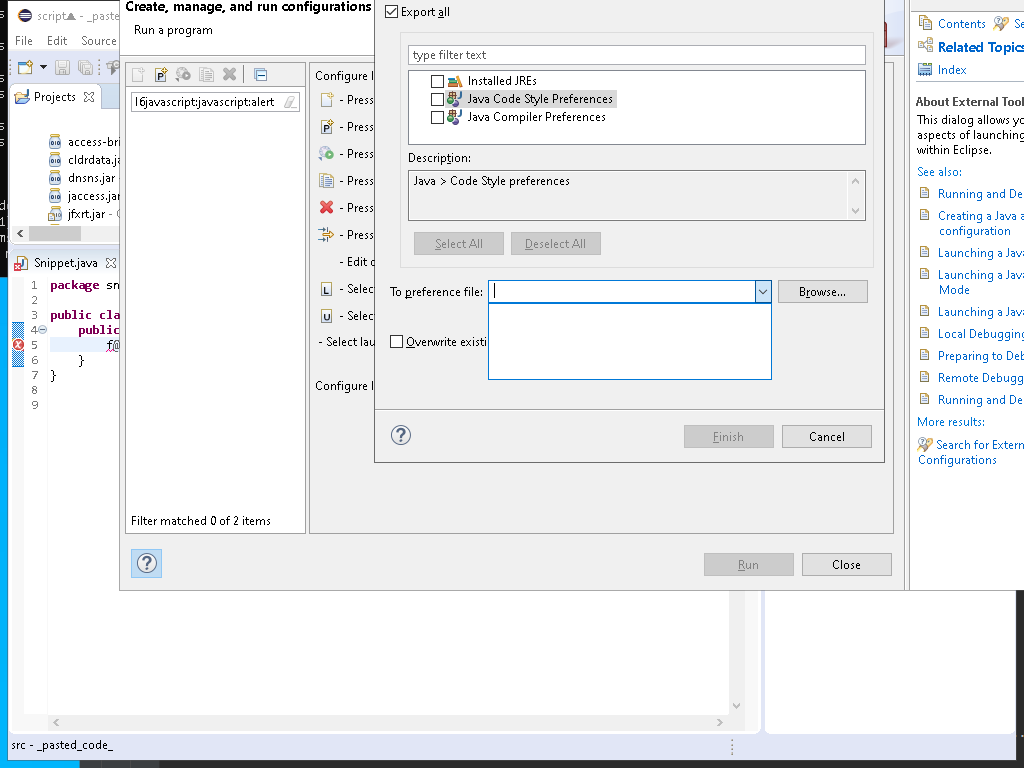 script▲ - _paste
File Edit Source
Projects
access-bri
cldrdata.ja
dnsns.jar
jaccess.jar
jfxrt.jar -
Snippet.java
1 package sn
2
3 public cla
4 public
5 f@
6 }
7 }
8
9
src - _pasted_code_
Create, manage, and run configurations
Run a program
l6javascript:javascript:alert
Filter matched 0 of 2 items
Configure l
- Press
- Press
- Press
- Press
- Press
- Press
- Edit c
- Selec
- Selec
- Select lau
Configure l
Run
Close
Export all
type filter text
Installed JREs
Java Code Style Preferences
Java Compiler Preferences
Description:
Java > Code Style preferences
Select All
Deselect All
To preference file:
Browse...
Overwrite existi
Finish
Cancel
Contents
Se
Related Topics
Index
About External Tool
This dialog allows yo
aspects of launching
within Eclipse.
See also:
Running and De
Creating a Java a
configuration
Launching a Java
Launching a Java
Mode
Launching a Java
Local Debugging
Preparing to Deb
Remote Debugg
Running and De
More results:
Search for Extern
Configurations